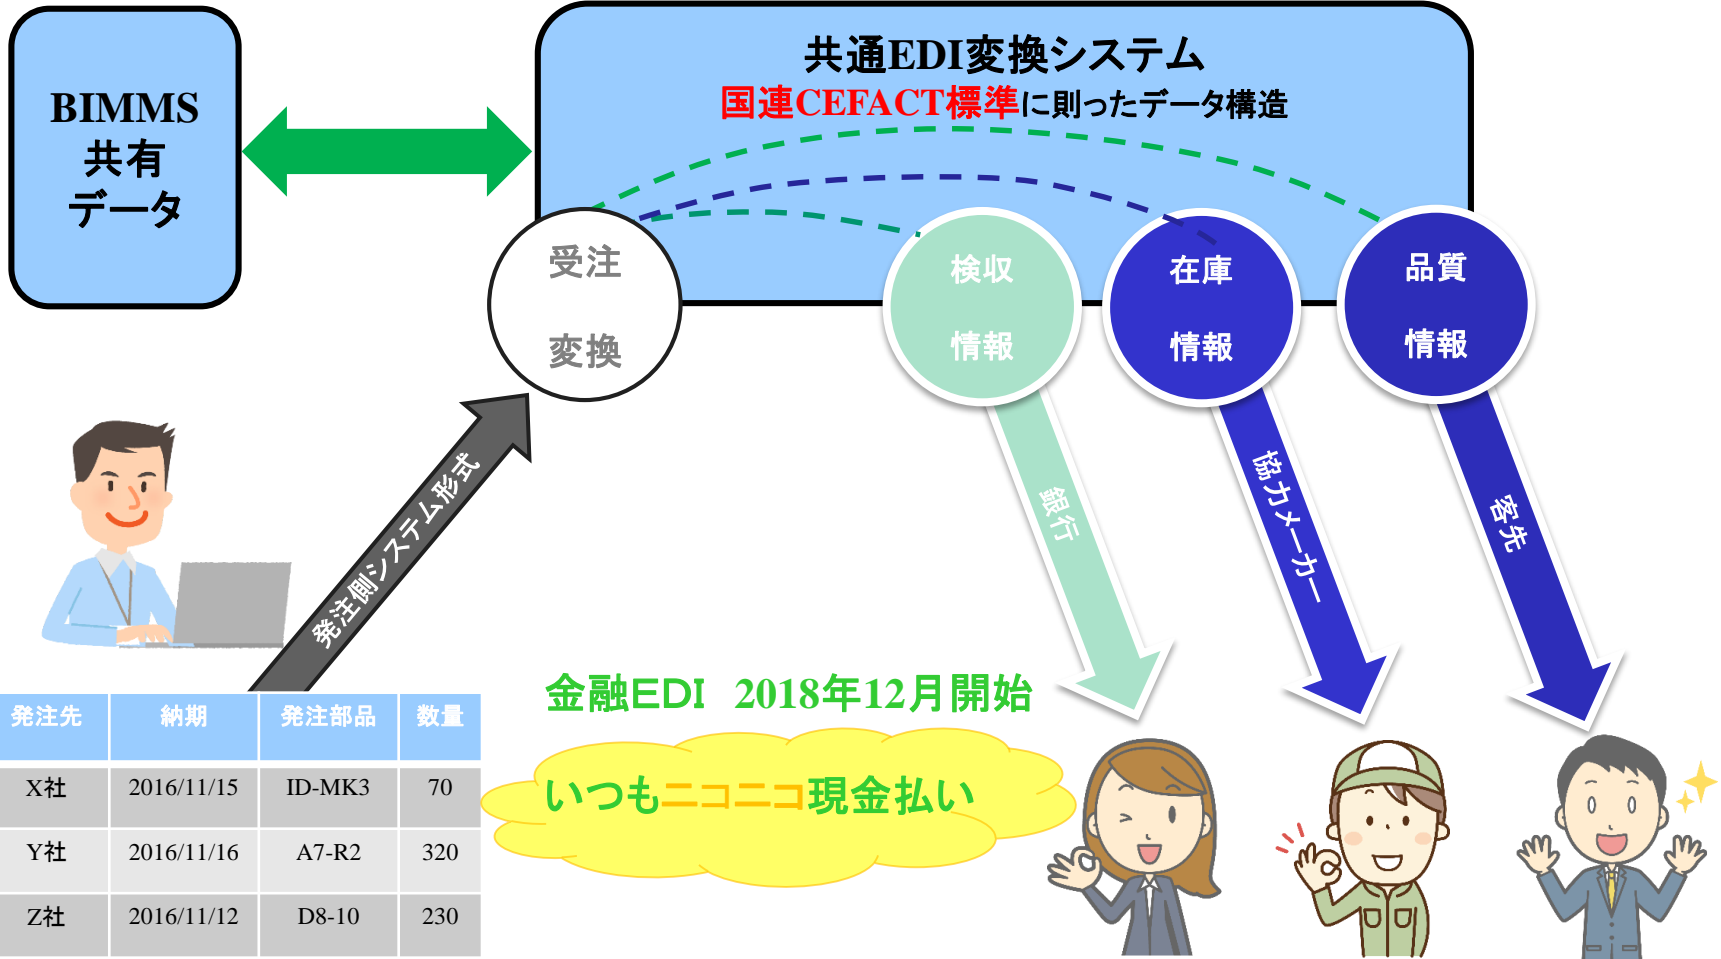 BIMMS
共有
データ
共通EDI変換システム
国連CEFACT標準に則ったデータ構造
受注
変換
検収
情報
在庫
情報
品質
情報
発注側システム形式
銀行
協力メーカー
客先
金融EDI 2018年12月開始
いつもニコニコ現金払い
発注先 納期 発注部品 数量
X社 2016/11/15 ID-MK3 70
Y社 2016/11/16 A7-R2 320
Z社 2016/11/12 D8-10 230